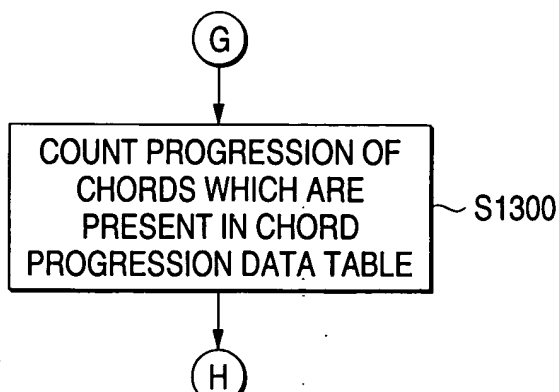 G
COUNT PROGRESSION OF
CHORDS WHICH ARE
PRESENT IN CHORD
PROGRESSION DATA TABLE
S1300
H